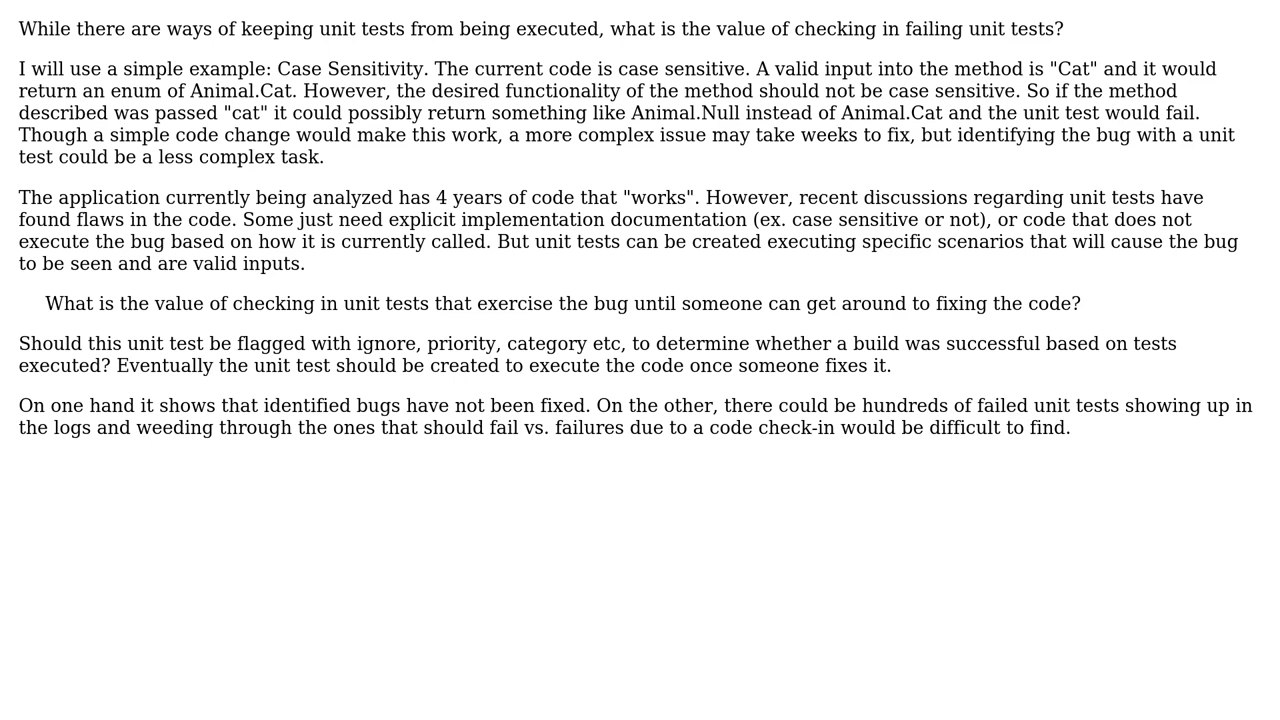 While there are ways of keeping unit tests from being executed, what is the value of checking in failing unit tests?
I will use a simple example: Case Sensitivity. The current code is case sensitive. A valid input into the method is "Cat" and it would
return an enum of Animal.Cat. However, the desired functionality of the method should not be case sensitive. So if the method
described was passed "cat" it could possibly return something like Animal.Null instead of Animal.Cat and the unit test would fail.
Though a simple code change would make this work, a more complex issue may take weeks to fix, but identifying the bug with a unit
test could be a less complex task.
The application currently being analyzed has 4 years of code that "works". However, recent discussions regarding unit tests have
found flaws in the code. Some just need explicit implementation documentation (ex. case sensitive or not), or code that does not
execute the bug based on how it is currently called. But unit tests can be created executing specific scenarios that will cause the bug
to be seen and are valid inputs.
What is the value of checking in unit tests that exercise the bug until someone can get around to fixing the code?
Should this unit test be flagged with ignore, priority, category etc, to determine whether a build was successful based on tests
executed? Eventually the unit test should be created to execute the code once someone fixes it.
On one hand it shows that identified bugs have not been fixed. On the other, there could be hundreds of failed unit tests showing up in
the logs and weeding through the ones that should fail vs. failures due to a code check-in would be difficult to find.